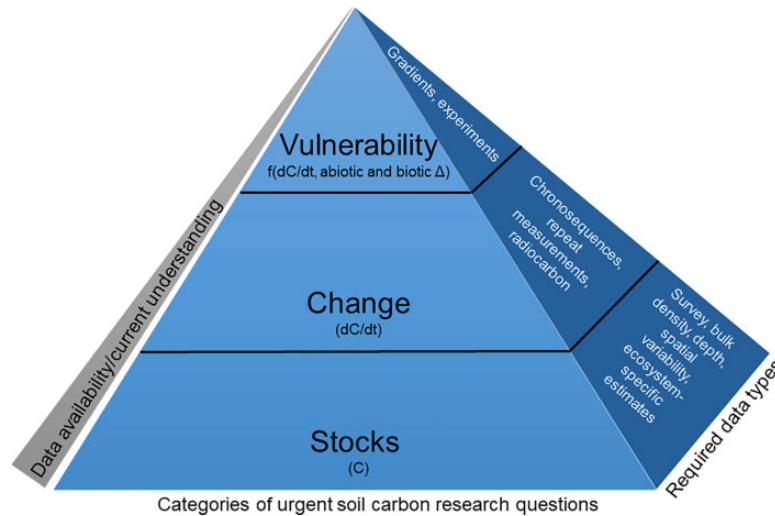 Vulnerability
f(dC/dt, abiotic and biotic Δ)
Change
(dC/dt)
Stocks
(C)
Gradients, experiments
Chronosequences,
repeat
measurements,
radiocarbon
Survey, bulk
density, depth,
spatial
variability,
ecosystem-
specific
estimates
Data availability/current understanding
Required data types
Categories of urgent soil carbon research questions